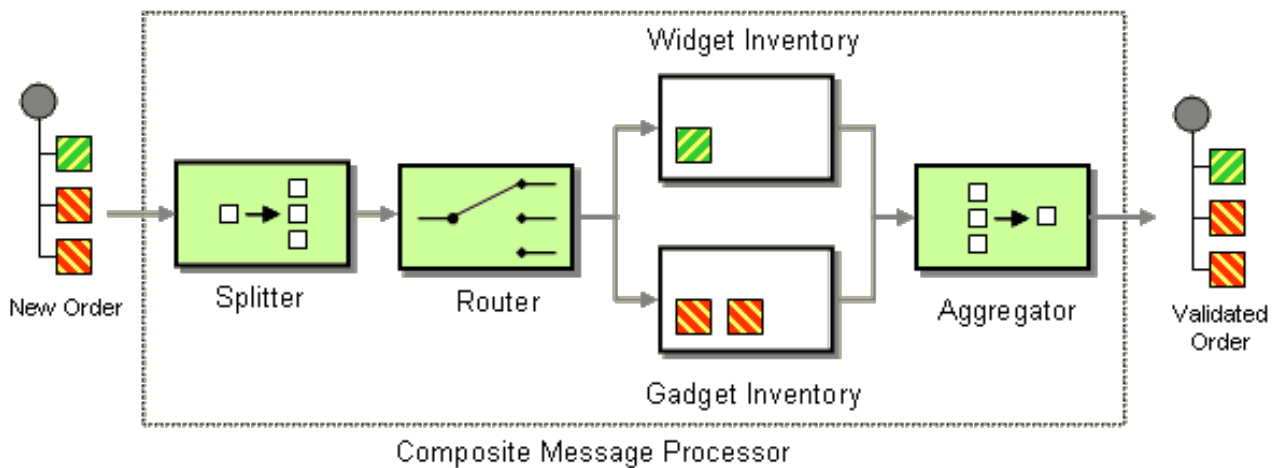 Widget Inventory
New Order
Splitter
Router
Aggregator
Validated
Order
Gadget Inventory
Composite Message Processor